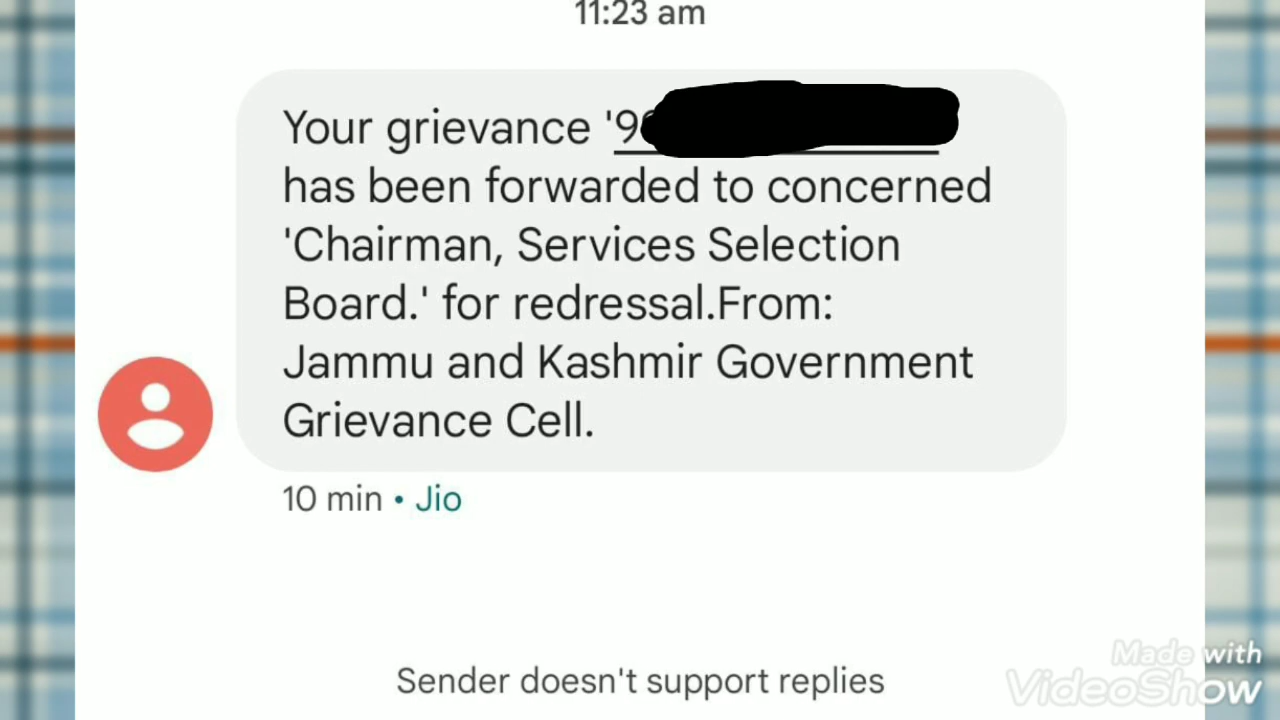 11:23 am
Your grievance '9
has been forwarded to concerned
'Chairman, Services Selection
Board.' for redressal.From:
Jammu and Kashmir Government
Grievance Cell.
10 min • Jio
Sender doesn't support replies
Made with
VideoShow